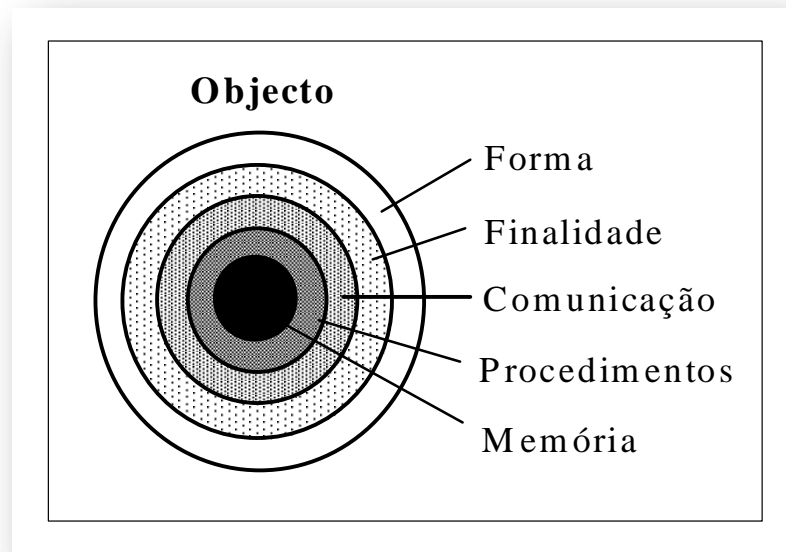 Objecto
Forma
Finalidade
Comunicação
Procedimentos
Memória